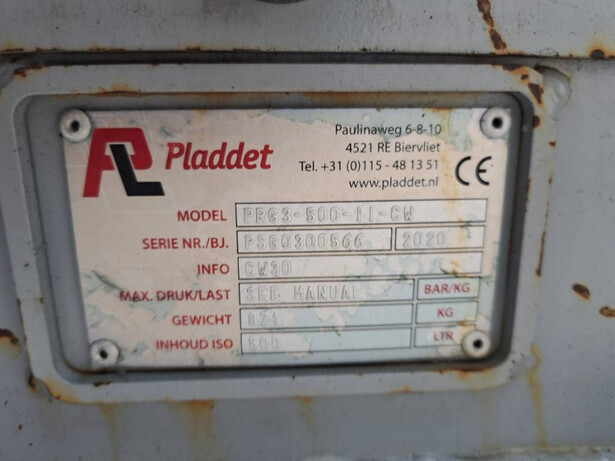 PL Pladdet
Paulinaweg 6-8-10
4521 RE Biervliet
Tel. +31 (0)115 - 48 13 51
www.pladdet.nl
CE
MODEL PRG3-500-11-CW
SERIE NR./BJ. PSG0300566 2020
INFO CW30
MAX. DRUK/LAST SEE MANUAL BAR/KG
GEWICHT KG
INHOUD ISO 500 LTR